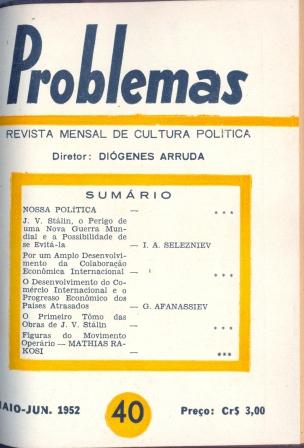 Problemas
REVISTA MENSAL DE CULTURA POLÍTICA
Diretor: DIÓGENES ARRUDA
SUMÁRIO
NOSSA POLÍTICA — ***
J. V. Stálin, o Perigo de
uma Nova Guerra Mun-
dial e a Possibilidade de
se Evitá-la — I. A. SELEZNIEV
Por um Amplo Desenvolvi-
mento da Colaboração
Econômica Internacional — ***
O Desenvolvimento do Co-
mércio Internacional e o
Progresso Econômico dos
Países Atrasados — G. AFANASSIEV
O Primeiro Tômo das
Obras de J. V. Stálin — ***
Figuras do Movimento
Operário — MATHIAS RA-
KOSI — ***
MAIO-JUN. 1952 40 Preço: Cr$ 3,00